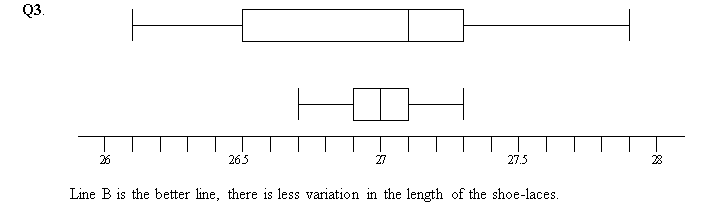 Q3.
26 26.5 27 27.5 28
Line B is the better line, there is less variation in the length of the shoe-laces.